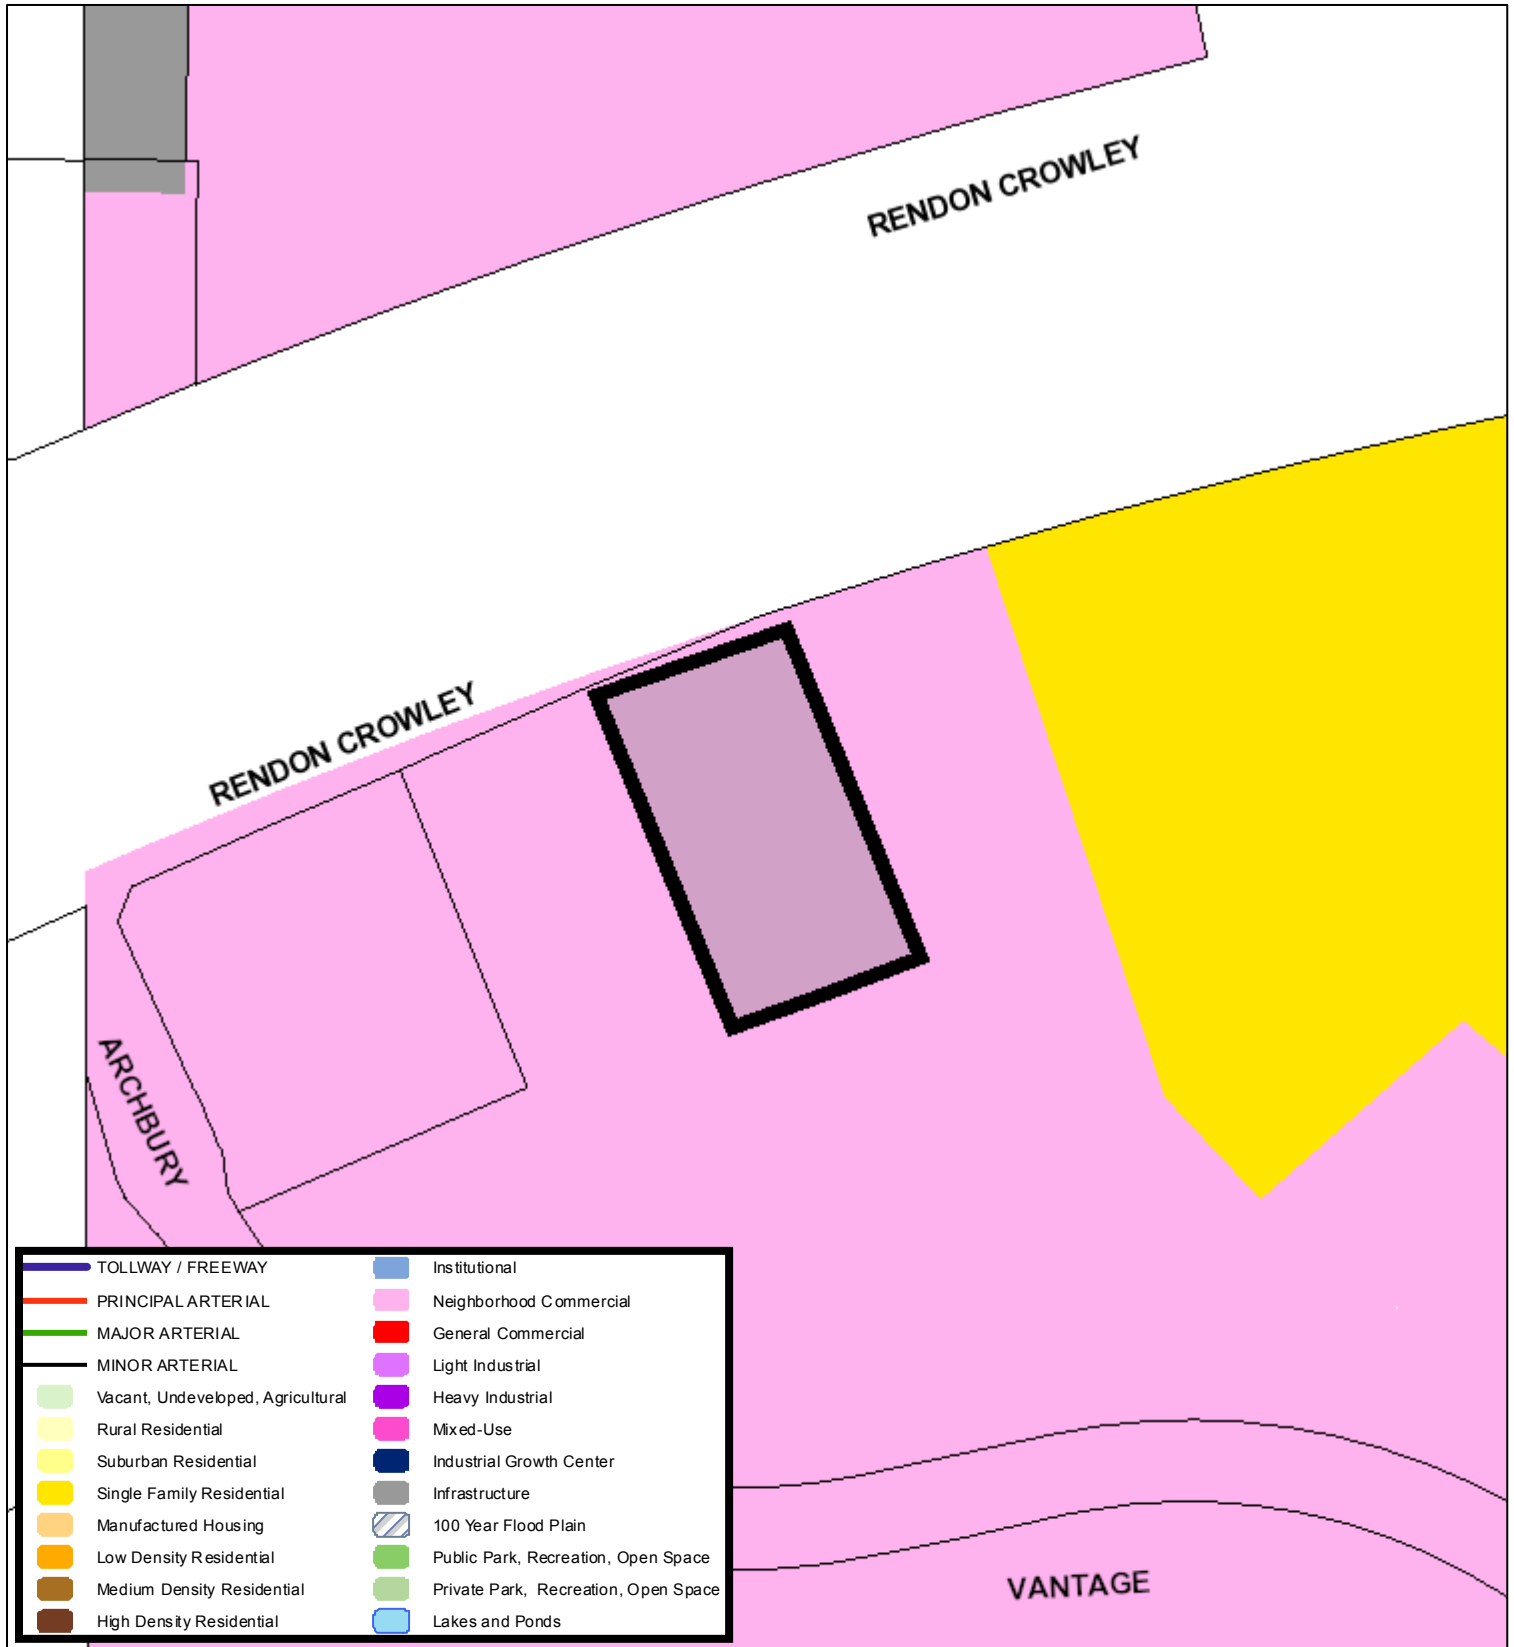 RENDON CROWLEY
RENDON CROWLEY
ARCHBURY
TOLLWAY / FREEWAY
PRINCIPAL ARTERIAL
MAJOR ARTERIAL
MINOR ARTERIAL
Vacant, Undeveloped, Agricultural
Rural Residential
Suburban Residential
Single Family Residential
Manufactured Housing
Low Density Residential
Medium Density Residential
High Density Residential
Institutional
Neighborhood Commercial
General Commercial
Light Industrial
Heavy Industrial
Mixed-Use
Industrial Growth Center
Infrastructure
100 Year Flood Plain
Public Park, Recreation, Open Space
Private Park, Recreation, Open Space
Lakes and Ponds
VANTAGE